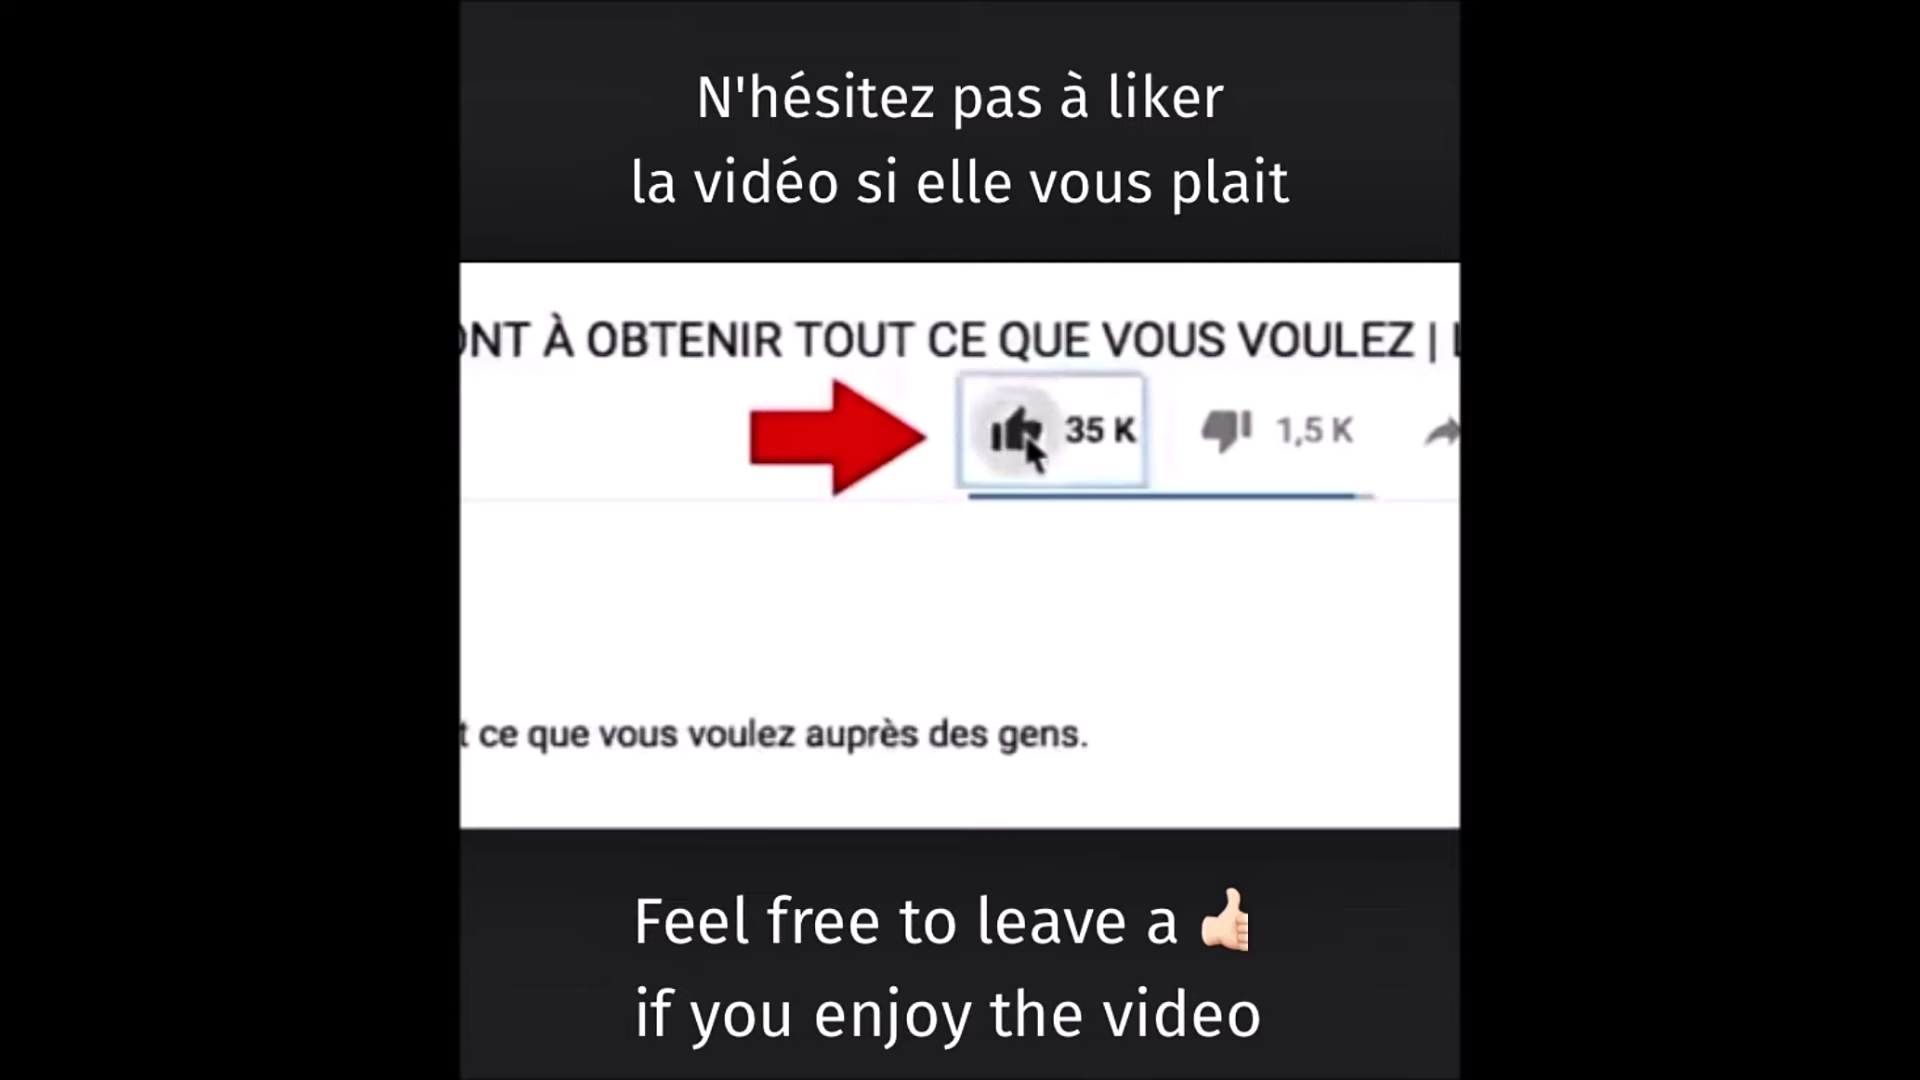 N'hésitez pas à liker
la vidéo si elle vous plait
ONT À OBTENIR TOUT CE QUE VOUS VOULEZ |
35 K
1,5 K
t ce que vous voulez auprès des gens.
Feel free to leave a 👍🏻
if you enjoy the video